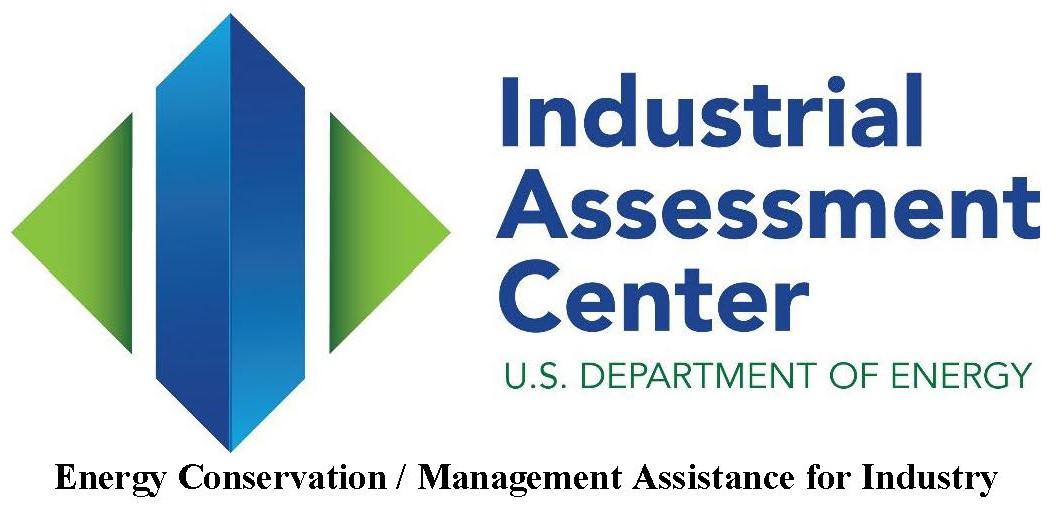 Industrial
Assessment
Center
U.S. DEPARTMENT OF ENERGY
Energy Conservation / Management Assistance for Industry